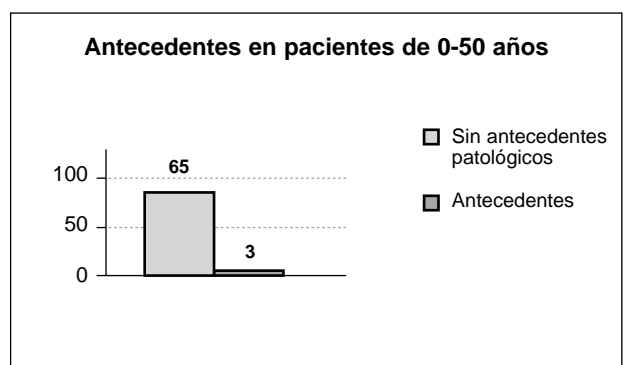 Antecedentes en pacientes de 0-50 años
65
100
50
0
3
Sin antecedentes
patológicos
Antecedentes